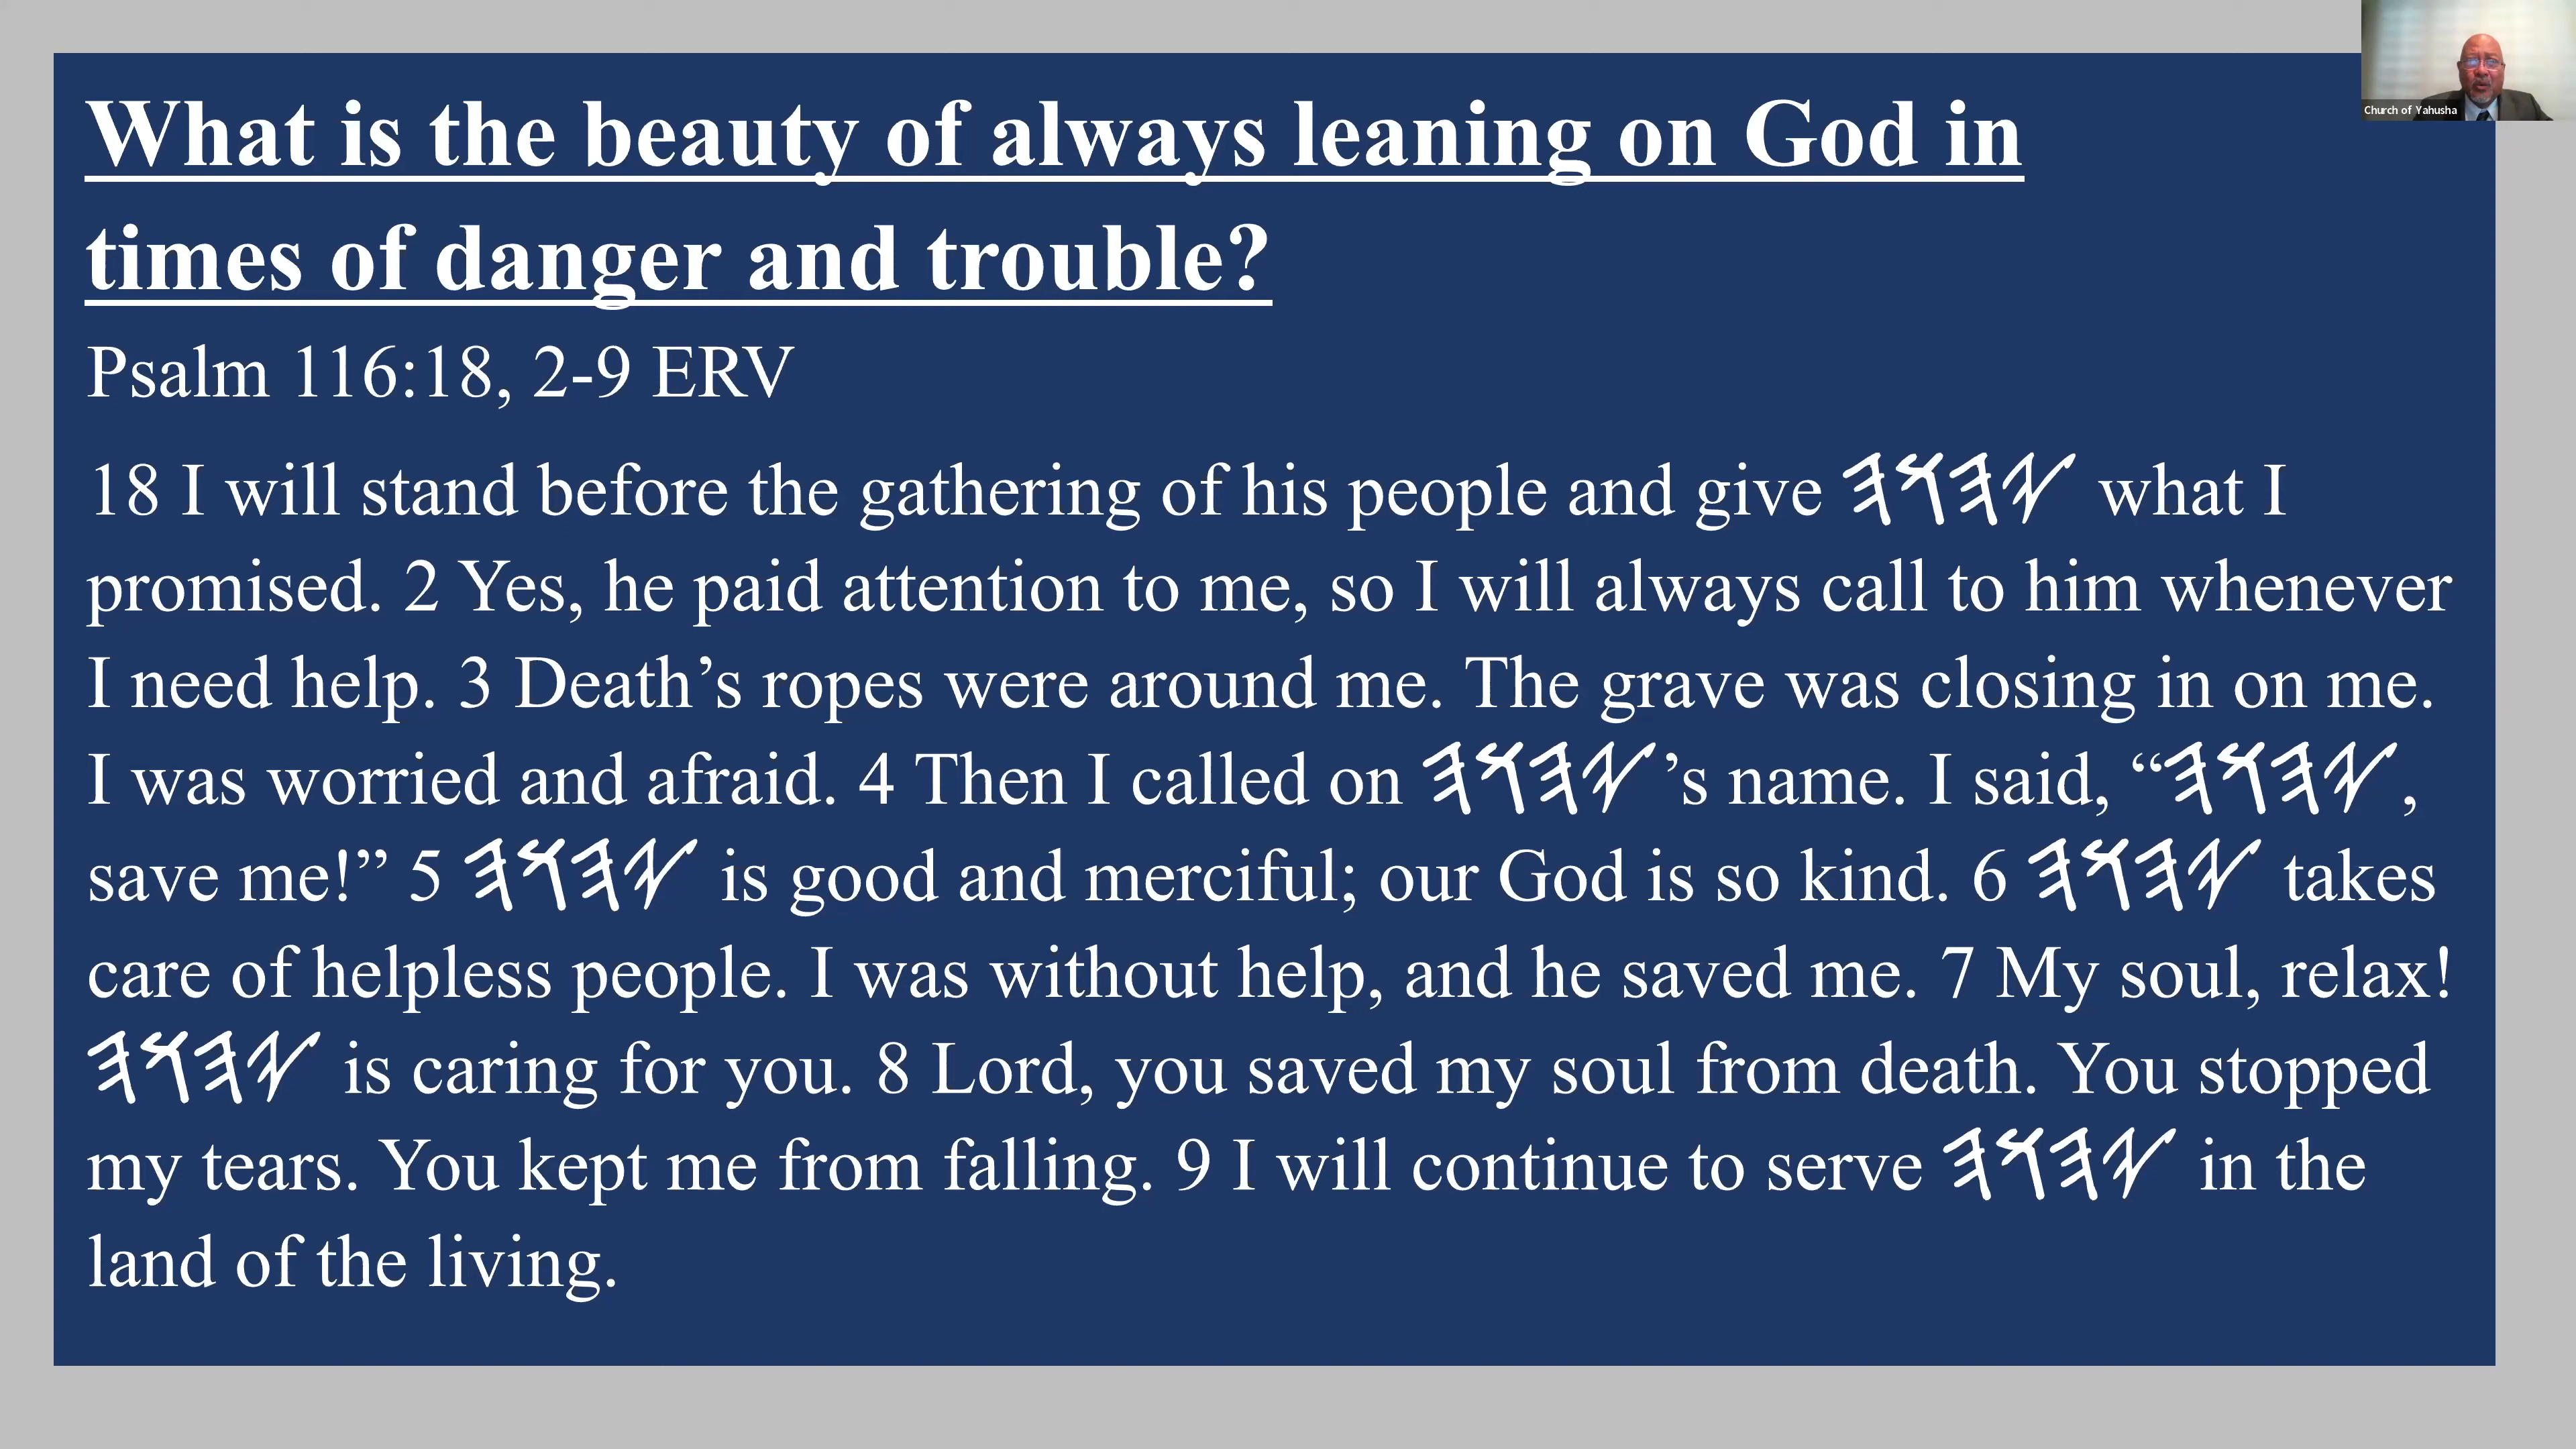 What is the beauty of always leaning on God in
times of danger and trouble?
Psalm 116:18, 2-9 ERV
18 I will stand before the gathering of his people and give 𐤉𐤄𐤅𐤄 what I
promised. 2 Yes, he paid attention to me, so I will always call to him whenever
I need help. 3 Death’s ropes were around me. The grave was closing in on me.
I was worried and afraid. 4 Then I called on 𐤉𐤄𐤅𐤄’s name. I said, “𐤉𐤄𐤅𐤄,
save me!” 5 𐤉𐤄𐤅𐤄 is good and merciful; our God is so kind. 6 𐤉𐤄𐤅𐤄 takes
care of helpless people. I was without help, and he saved me. 7 My soul, relax!
𐤉𐤄𐤅𐤄 is caring for you. 8 Lord, you saved my soul from death. You stopped
my tears. You kept me from falling. 9 I will continue to serve 𐤉𐤄𐤅𐤄 in the
land of the living.
Church of Yahusha